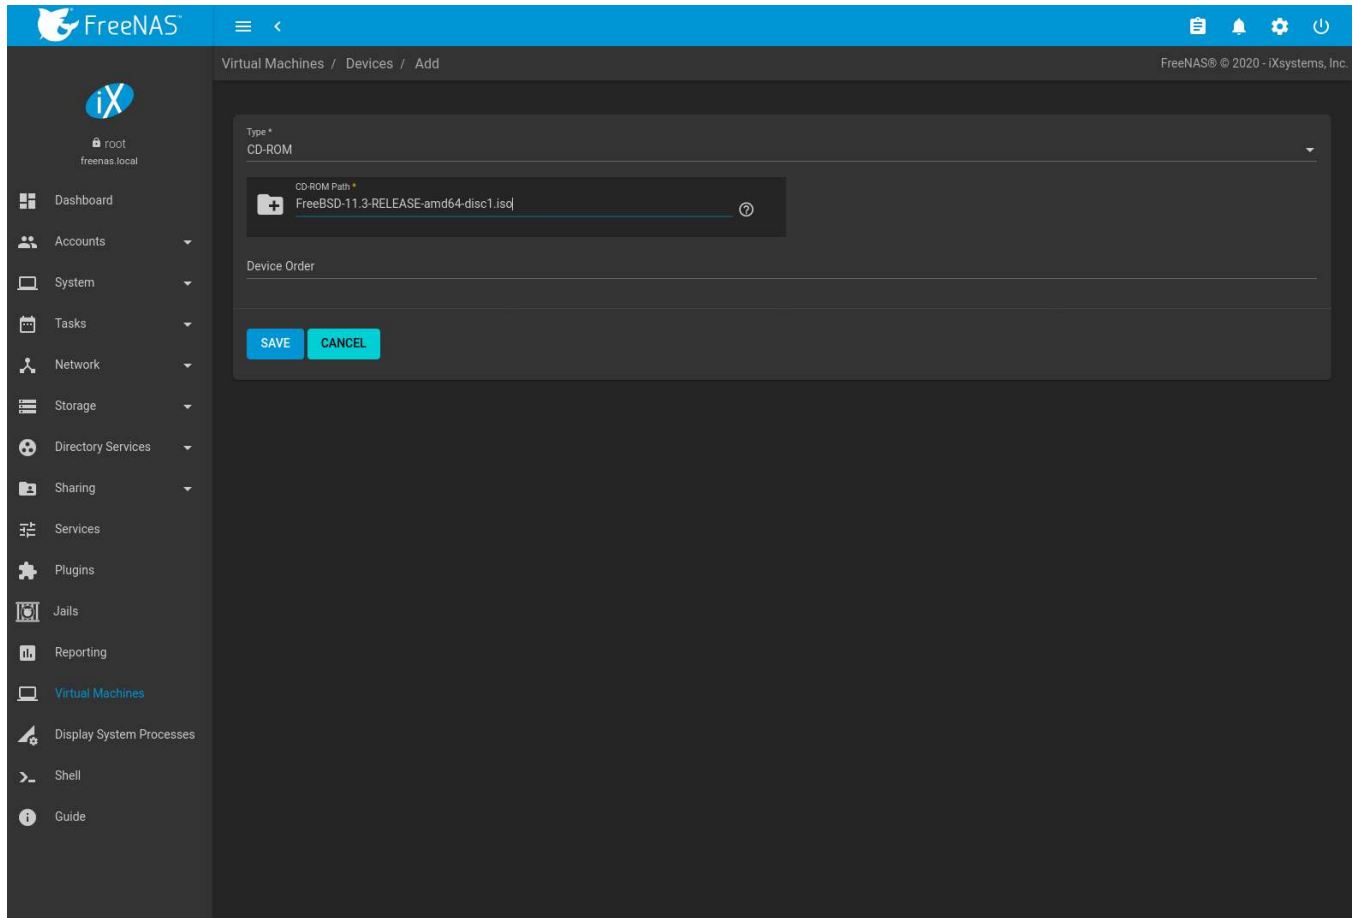 FreeNAS®
Virtual Machines / Devices / Add
FreeNAS® © 2020 - iXsystems, Inc.
iX
root
freenas.local
Dashboard
Accounts
System
Tasks
Network
Storage
Directory Services
Sharing
Services
Plugins
Jails
Reporting
Virtual Machines
Display System Processes
Shell
Guide
Type *
CD-ROM
CD-ROM Path *
FreeBSD-11.3-RELEASE-amd64-disc1.iso
Device Order
SAVE CANCEL